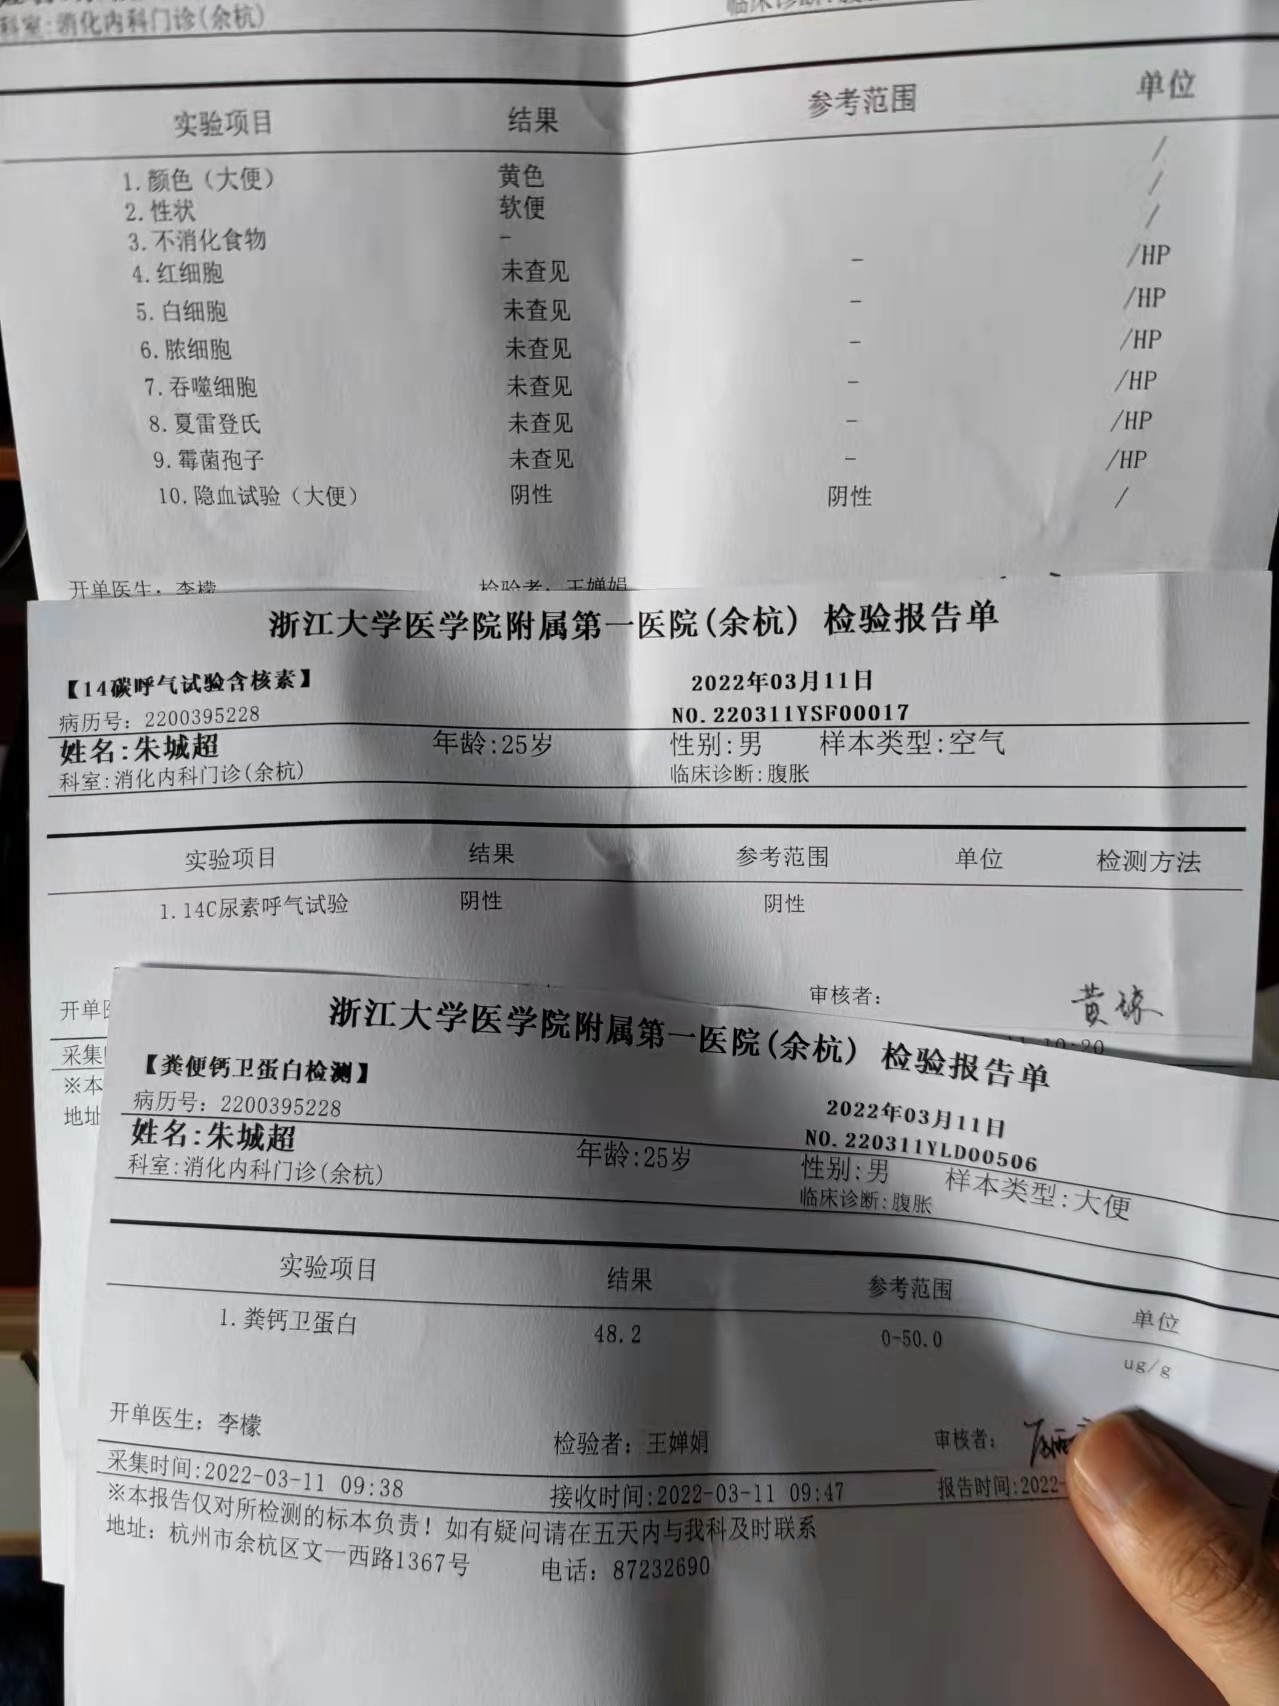 科室:消化内科门诊(余杭)
临床诊断:腹
实验项目 结果 参考范围 单位
1.颜色（大便） 黄色 /
2.性状 软便 /
3.不消化食物 - /
4.红细胞 未查见 - /HP
5.白细胞 未查见 - /HP
6.脓细胞 未查见 - /HP
7.吞噬细胞 未查见 - /HP
8.夏雷登氏 未查见 - /HP
9.霉菌孢子 未查见 - /HP
10.隐血试验（大便） 阴性 阴性 /
开单医生: 李檬 检验者: 王婵娟
浙江大学医学院附属第一医院(余杭) 检验报告单
【14碳呼气试验含核素】 2022年03月11日
病历号: 2200395228 NO.220311YSF00017
姓名:朱城超 年龄:25岁 性别:男 样本类型:空气
科室:消化内科门诊(余杭) 临床诊断:腹胀
实验项目 结果 参考范围 单位 检测方法
1.14C尿素呼气试验 阴性 阴性
开单 审核者:
采集 10:20
※本
地址
浙江大学医学院附属第一医院(余杭) 检验报告单
【粪便钙卫蛋白检测】 2022年03月11日
病历号: 2200395228 NO.220311YLD00506
姓名:朱城超 年龄:25岁 性别:男 样本类型:大便
科室:消化内科门诊(余杭) 临床诊断:腹胀
实验项目 结果 参考范围 单位
1.粪钙卫蛋白 48.2 0-50.0 ug/g
开单医生: 李檬 检验者: 王婵娟 审核者:
采集时间:2022-03-11 09:38 接收时间:2022-03-11 09:47 报告时间:2022-
※本报告仅对所检测的标本负责！如有疑问请在五天内与我科及时联系
地址: 杭州市余杭区文一西路1367号 电话: 87232690